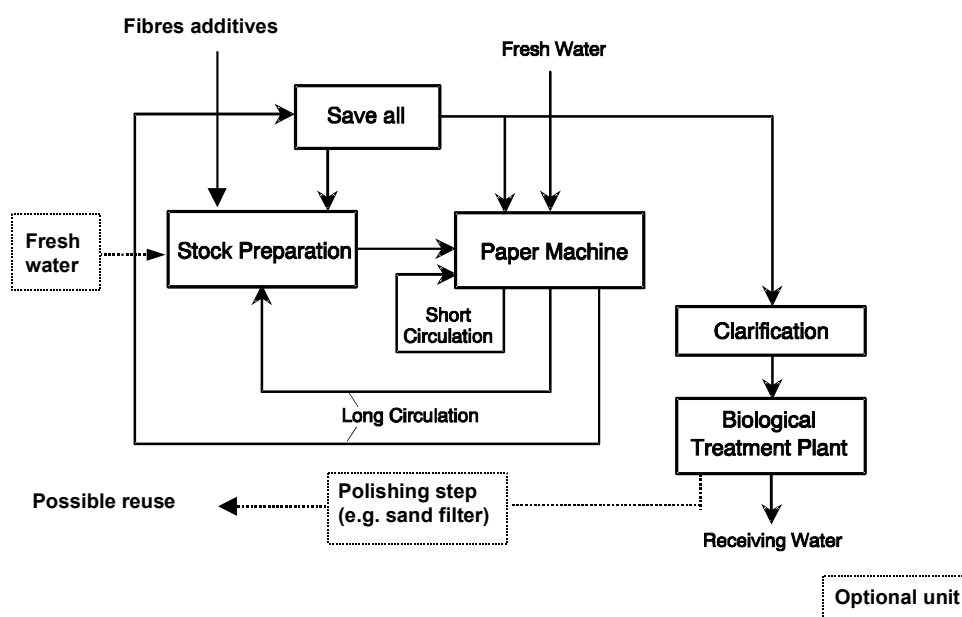 Fibres additives
Fresh Water
Save all
Fresh
water
Stock Preparation
Paper Machine
Short
Circulation
Clarification
Long Circulation
Biological
Treatment Plant
Possible reuse
Polishing step
(e.g. sand filter)
Receiving Water
Optional unit